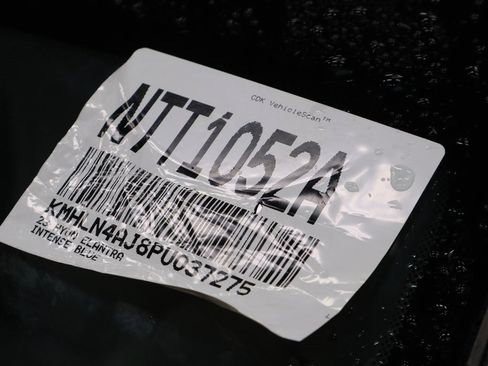 CDK VehicleScan™
NTT1052A
KMHLN4AJ8PU037275
23 HYUN ELANTRA
INTENSE BLUE